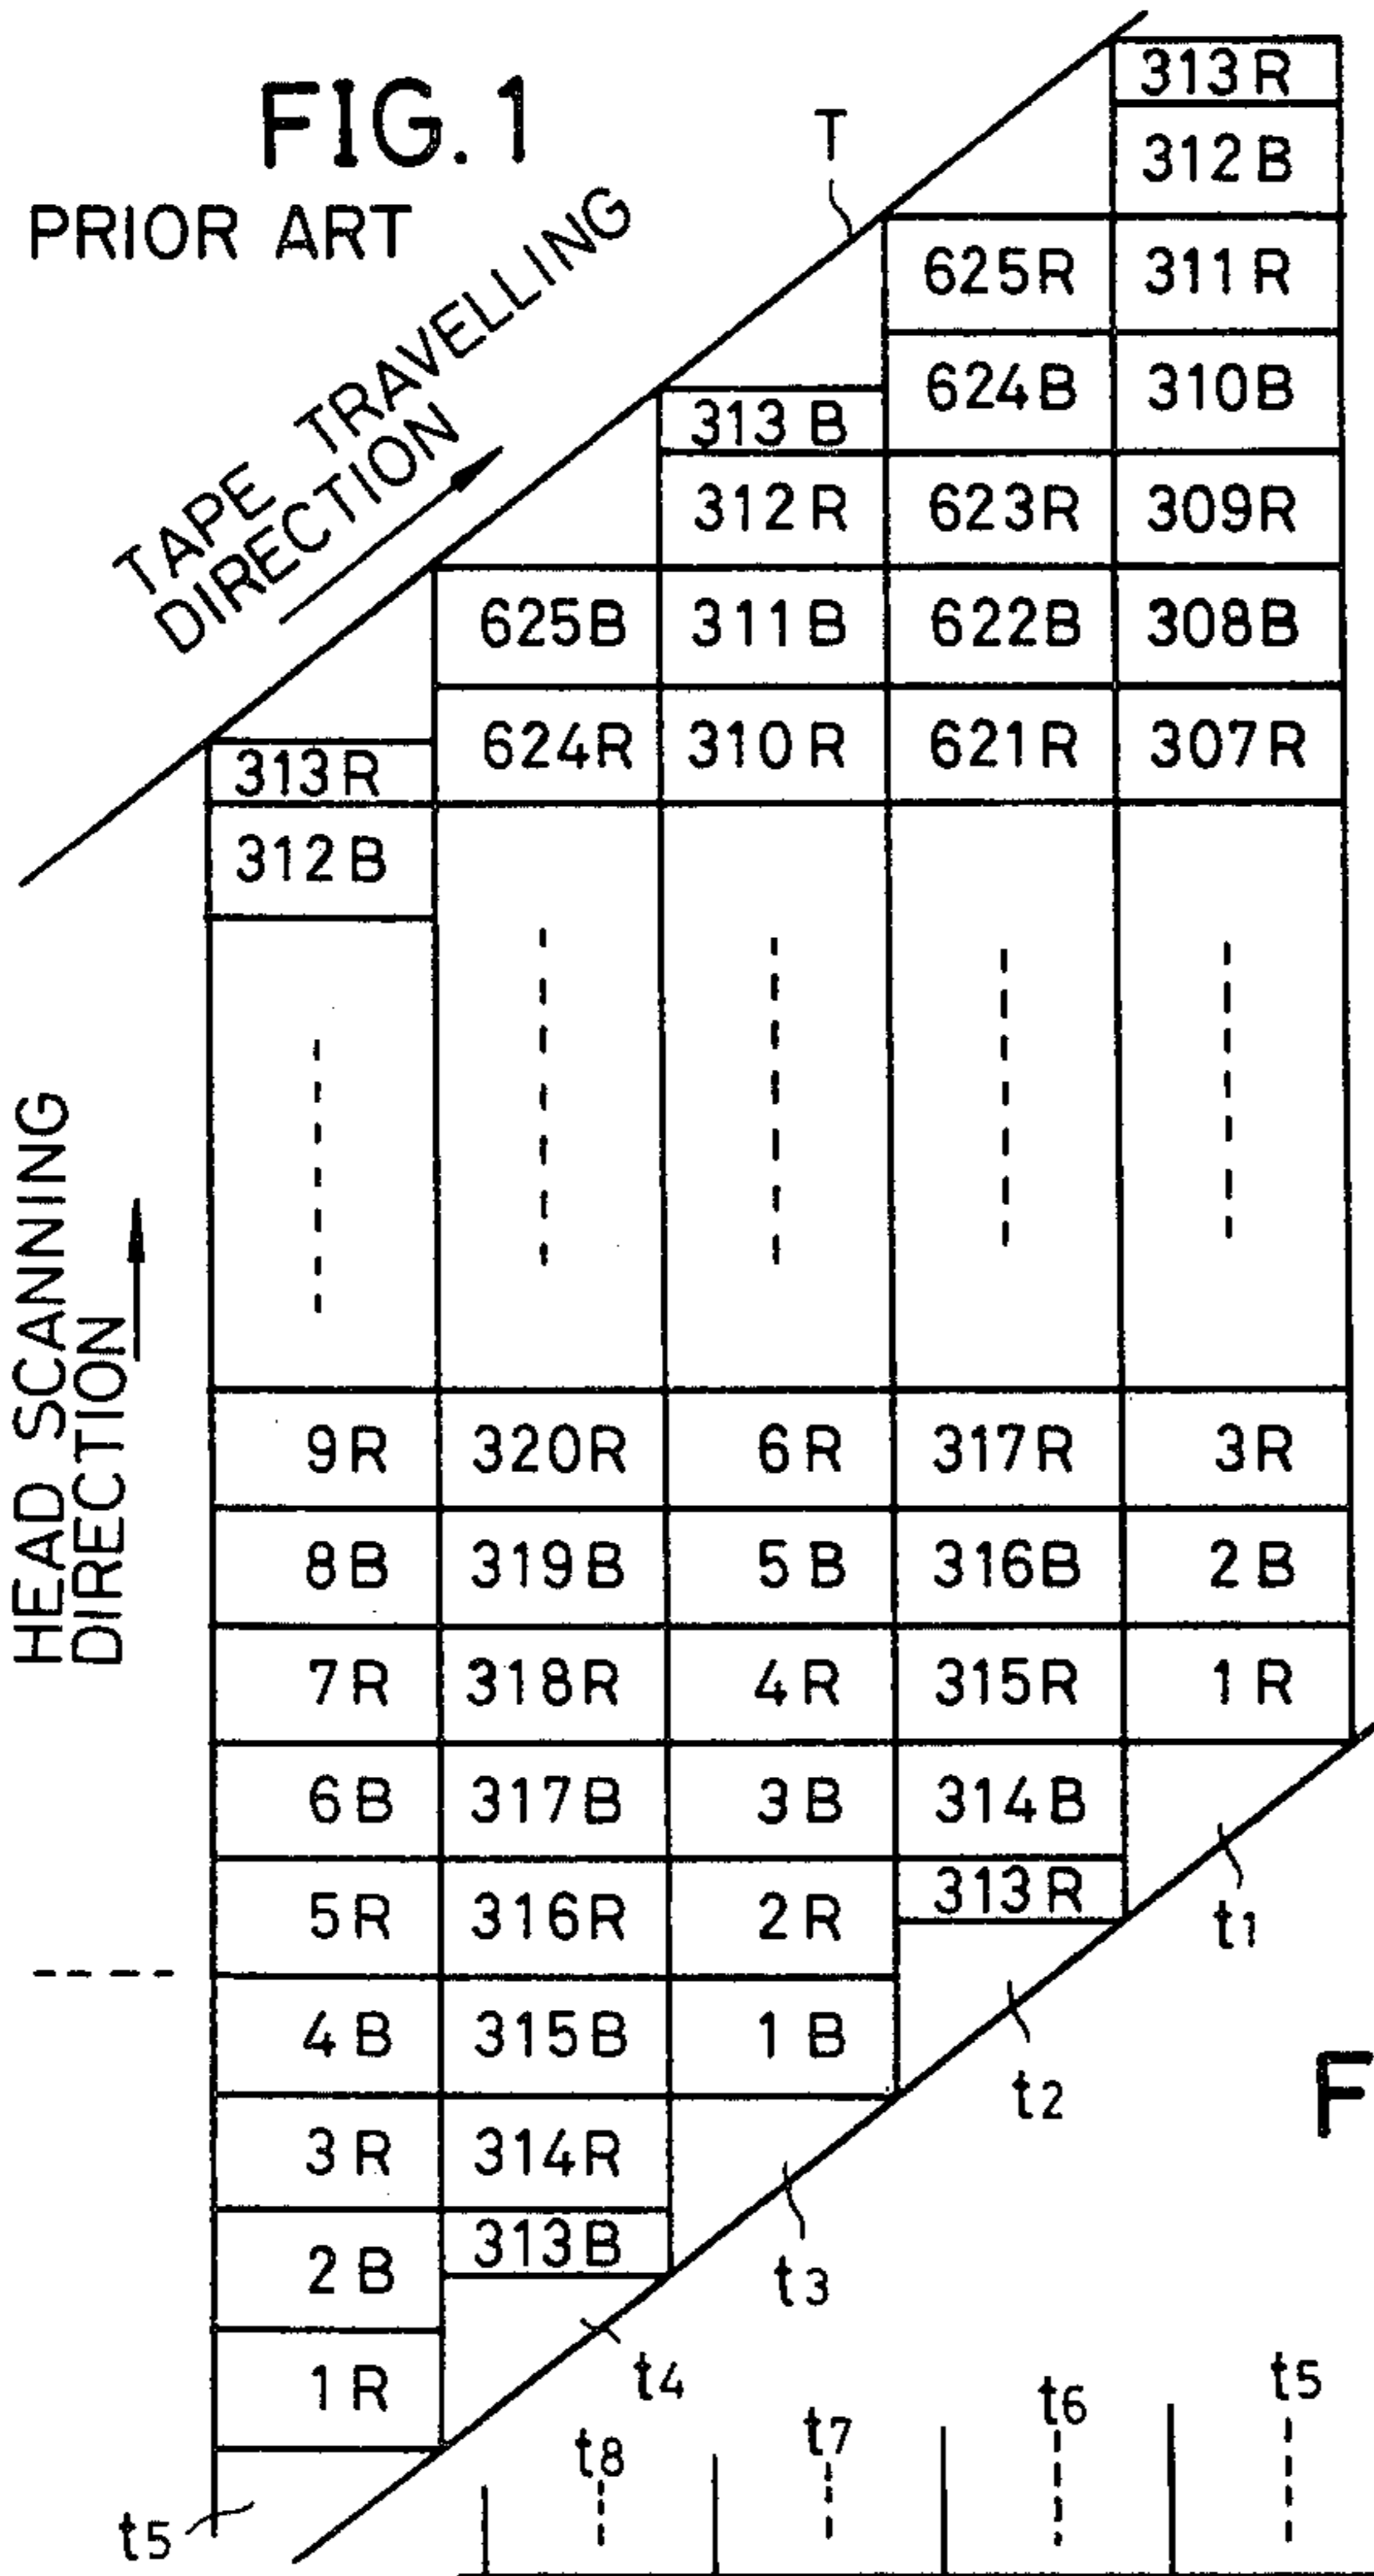 FIG. 1
PRIOR ART
T
TAPE TRAVELLING
DIRECTION
313R
312B
625R 311R
624B 310B
313B
312R 623R 309R
625B 311B 622B 308B
624R 310R 621R 307R
313R
312B
HEAD SCANNING
DIRECTION
9R 320R 6R 317R 3R
8B 319B 5B 316B 2B
7R 318R 4R 315R 1R
6B 317B 3B 314B
5R 316R 2R 313R
4B 315B 1B
3R 314R
2B 313B
1R
t1
t2
t3
t4
t5
F
t8 t7 t6 t5